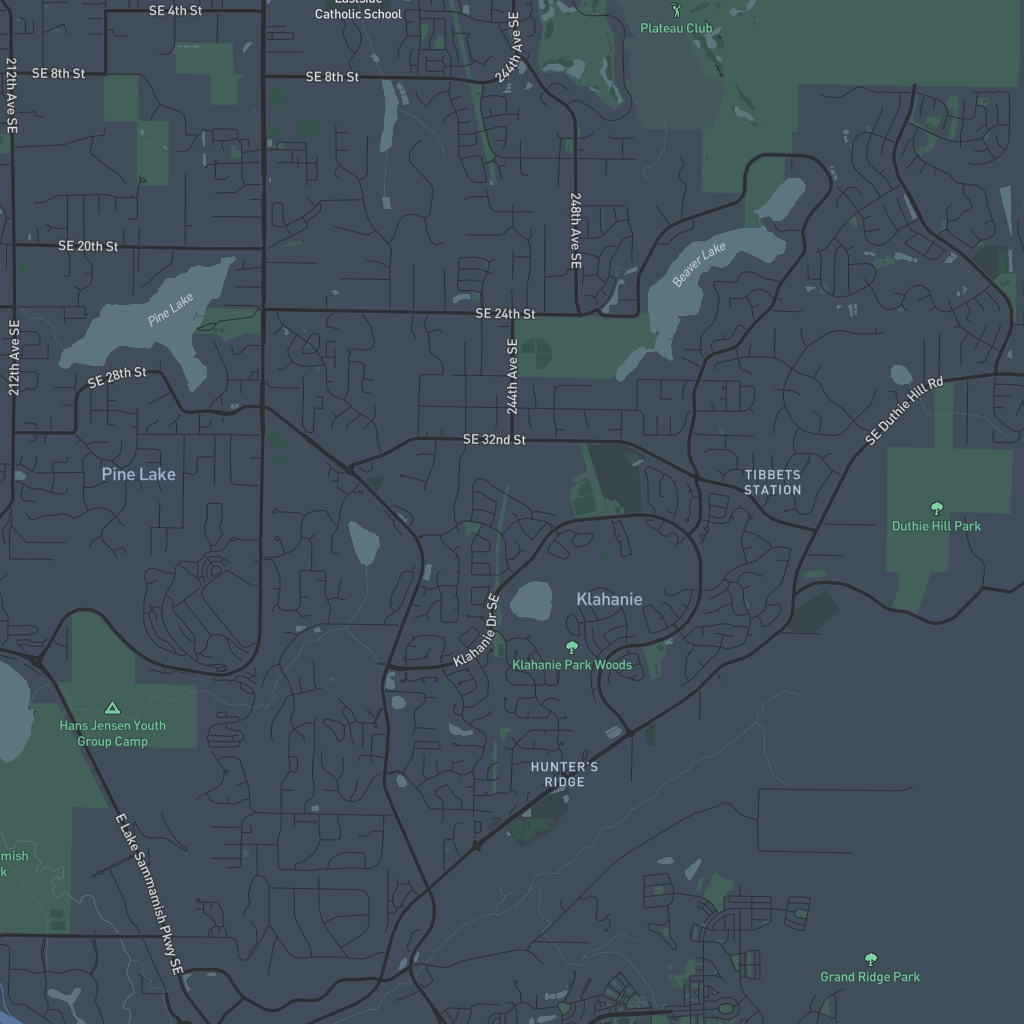 Eastside
Catholic School
SE 4th St
Plateau Club
244th Ave SE
212th Ave SE
SE 8th St
SE 8th St
248th Ave SE
SE 20th St
Beaver Lake
Pine Lake
SE 24th St
212th Ave SE
SE 28th St
244th Ave SE
SE Duthie Hill Rd
SE 32nd St
Pine Lake
TIBBETS
STATION
Duthie Hill Park
Klahanie
Klahanie Dr SE
Klahanie Park Woods
Hans Jensen Youth
Group Camp
HUNTER'S
RIDGE
E Lake Sammamish Pkwy SE
mish
k
Grand Ridge Park